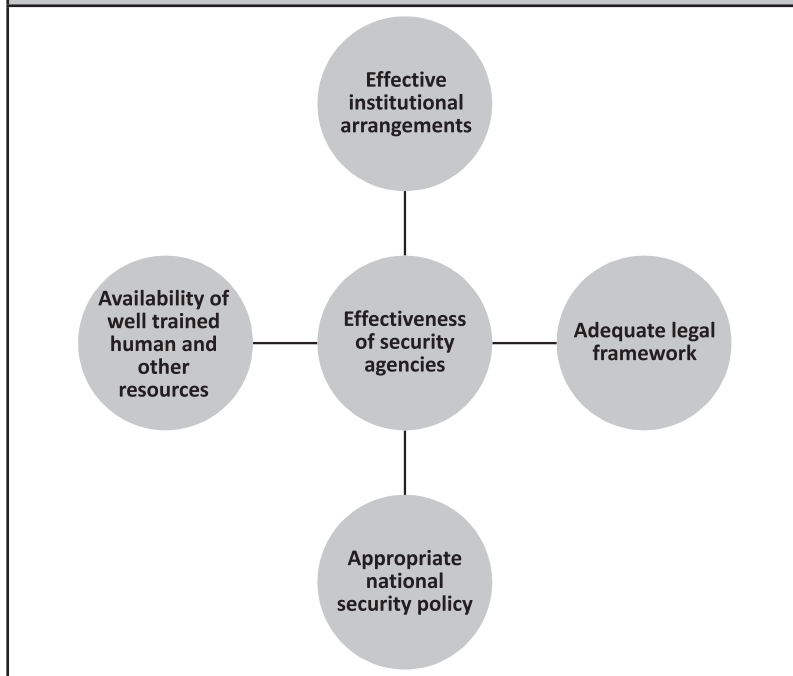 Effective
institutional
arrangements
Availability of
well trained
human and
other
resources
Effectiveness
of security
agencies
Adequate legal
framework
Appropriate
national
security policy